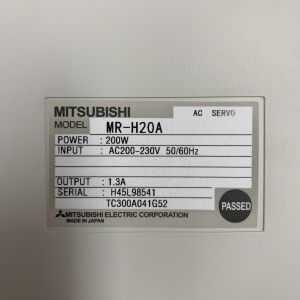 MITSUBISHI AC SERVO
MODEL MR-H20A
POWER : 200W
INPUT : AC200-230V 50/60Hz
OUTPUT : 1.3A
SERIAL : H45L98541
TC300A041G52
MITSUBISHI ELECTRIC CORPORATION
MADE IN JAPAN
PASSED